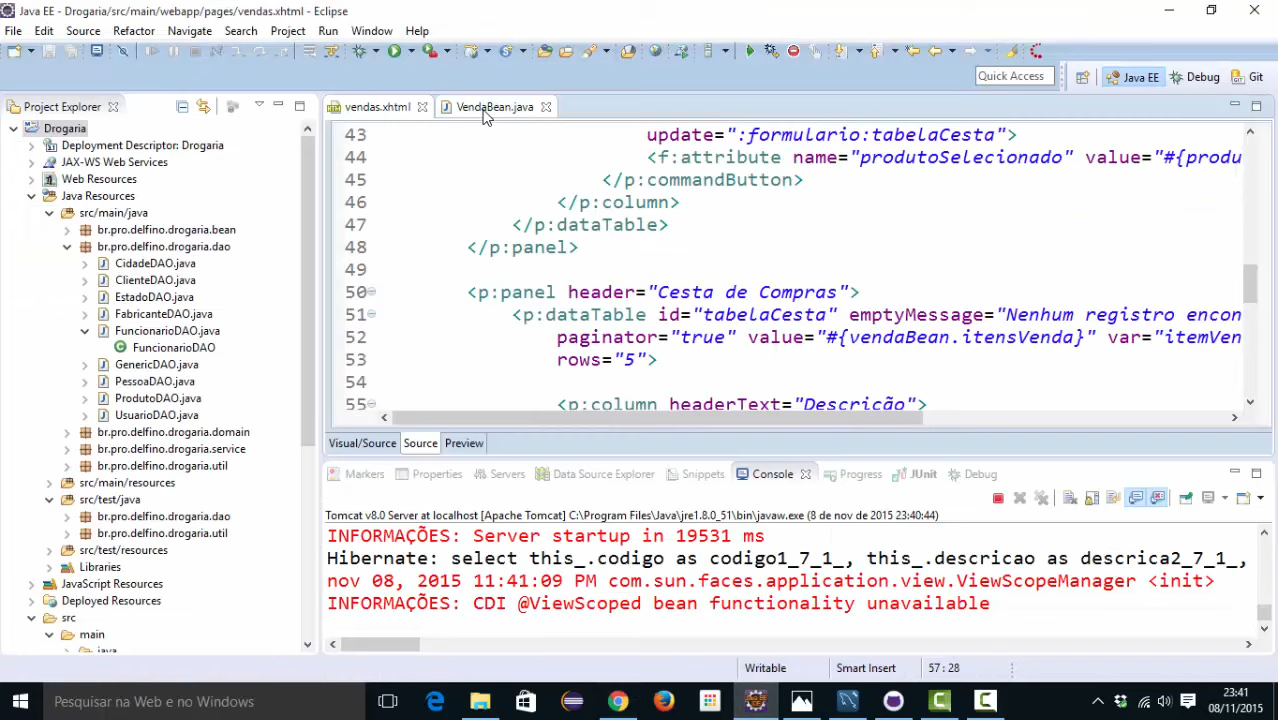 Java EE - Drogaria/src/main/webapp/pages/vendas.xhtml - Eclipse
File Edit Source Refactor Navigate Search Project Run Window Help
Quick Access Java EE Debug Git
Project Explorer
Drogaria
Deployment Descriptor: Drogaria
JAX-WS Web Services
Web Resources
Java Resources
src/main/java
br.pro.delfino.drogaria.bean
br.pro.delfino.drogaria.dao
CidadeDAO.java
ClienteDAO.java
EstadoDAO.java
FabricanteDAO.java
FuncionarioDAO.java
FuncionarioDAO
GenericDAO.java
PessoaDAO.java
ProdutoDAO.java
UsuarioDAO.java
br.pro.delfino.drogaria.domain
br.pro.delfino.drogaria.service
br.pro.delfino.drogaria.util
src/main/resources
src/test/java
br.pro.delfino.drogaria.dao
br.pro.delfino.drogaria.util
src/test/resources
Libraries
JavaScript Resources
Deployed Resources
src
main
java
vendas.xhtml VendaBean.java
43 update=":formulario:tabelaCesta">
44 <f:attribute name="produtoSelecionado" value="#{produ
45 </p:commandButton>
46 </p:column>
47 </p:dataTable>
48 </p:panel>
49
50 <p:panel header="Cesta de Compras">
51 <p:dataTable id="tabelaCesta" emptyMessage="Nenhum registro encon
52 paginator="true" value="#{vendaBean.itensVenda}" var="itemVen
53 rows="5">
54
55 <p:column headerText="Descrição">
Visual/Source Source Preview
Markers Properties Servers Data Source Explorer Snippets Console Progress JUnit Debug
Tomcat v8.0 Server at localhost [Apache Tomcat] C:\Program Files\Java\jre1.8.0_51\bin\javaw.exe (8 de nov de 2015 23:40:44)
INFORMAÇÕES: Server startup in 19531 ms
Hibernate: select this_.codigo as codigo1_7_1_, this_.descricao as descrica2_7_1_,
nov 08, 2015 11:41:09 PM com.sun.faces.application.view.ViewScopeManager <init>
INFORMAÇÕES: CDI @ViewScoped bean functionality unavailable
Writable Smart Insert 57 : 28
Pesquisar na Web e no Windows
23:41
08/11/2015